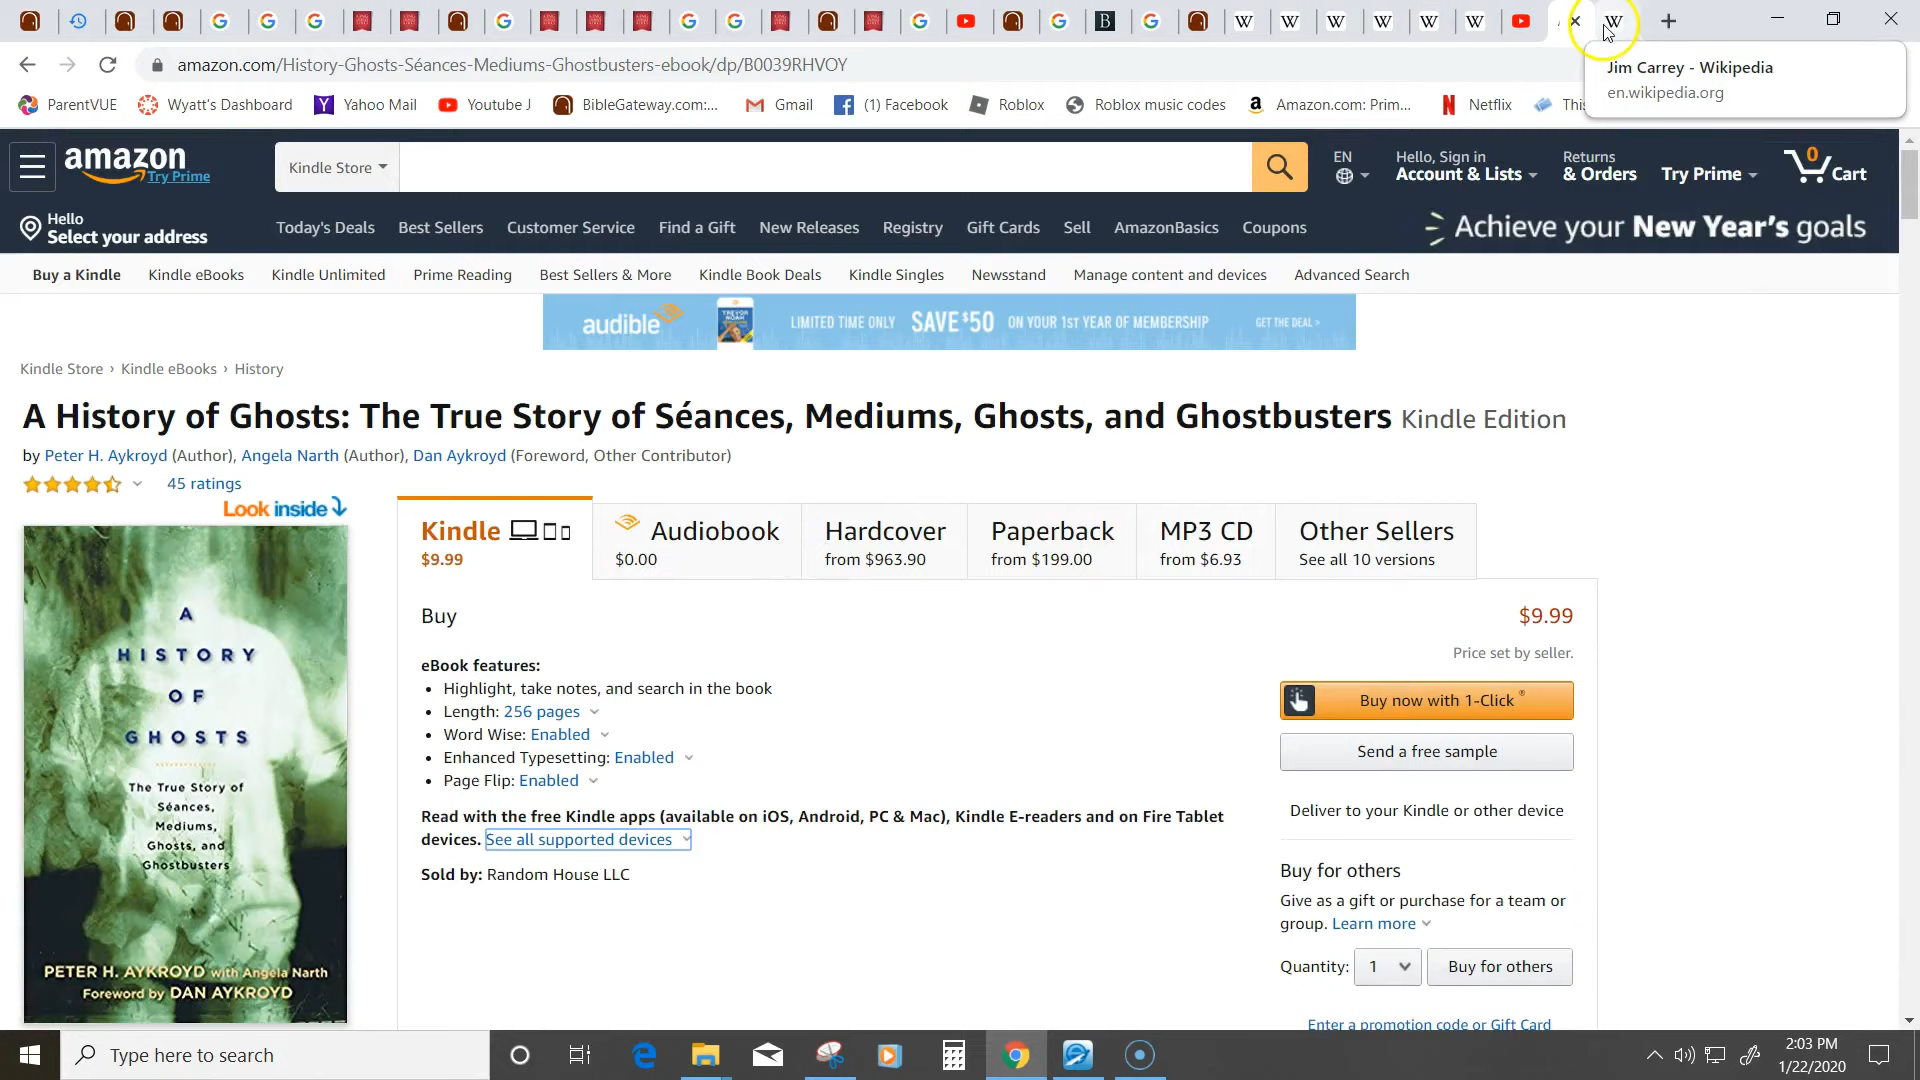 amazon.com/History-Ghosts-Séances-Mediums-Ghostbusters-ebook/dp/B0039RHVOY
Jim Carrey - Wikipedia
en.wikipedia.org
ParentVUE
Wyatt's Dashboard
Yahoo Mail
Youtube J
BibleGateway.com:...
Gmail
(1) Facebook
Roblox
Roblox music codes
Amazon.com: Prim...
Netflix
amazon
Try Prime
Kindle Store
EN
Hello, Sign in
Account & Lists
Returns
& Orders
Try Prime
0
Cart
Hello
Select your address
Today's Deals
Best Sellers
Customer Service
Find a Gift
New Releases
Registry
Gift Cards
Sell
AmazonBasics
Coupons
Achieve your New Year's goals
Buy a Kindle
Kindle eBooks
Kindle Unlimited
Prime Reading
Best Sellers & More
Kindle Book Deals
Kindle Singles
Newsstand
Manage content and devices
Advanced Search
audible
TREVOR NOAH
LIMITED TIME ONLY SAVE $50 ON YOUR 1ST YEAR OF MEMBERSHIP
GET THE DEAL >
Kindle Store › Kindle eBooks › History
A History of Ghosts: The True Story of Séances, Mediums, Ghosts, and Ghostbusters Kindle Edition
by Peter H. Aykroyd (Author), Angela Narth (Author), Dan Aykroyd (Foreword, Other Contributor)
45 ratings
Look inside
A
HISTORY
OF
GHOSTS
The True Story of
Séances,
Mediums,
Ghosts, and
Ghostbusters
PETER H. AYKROYD with Angela Narth
Foreword by DAN AYKROYD
Kindle
$9.99
Audiobook
$0.00
Hardcover
from $963.90
Paperback
from $199.00
MP3 CD
from $6.93
Other Sellers
See all 10 versions
Buy
$9.99
Price set by seller.
eBook features:
• Highlight, take notes, and search in the book
• Length: 256 pages
• Word Wise: Enabled
• Enhanced Typesetting: Enabled
• Page Flip: Enabled
Read with the free Kindle apps (available on iOS, Android, PC & Mac), Kindle E-readers and on Fire Tablet
devices. See all supported devices
Sold by: Random House LLC
Buy now with 1-Click ®
Send a free sample
Deliver to your Kindle or other device
Buy for others
Give as a gift or purchase for a team or
group. Learn more
Quantity: 1
Buy for others
Enter a promotion code or Gift Card
Type here to search
2:03 PM
1/22/2020